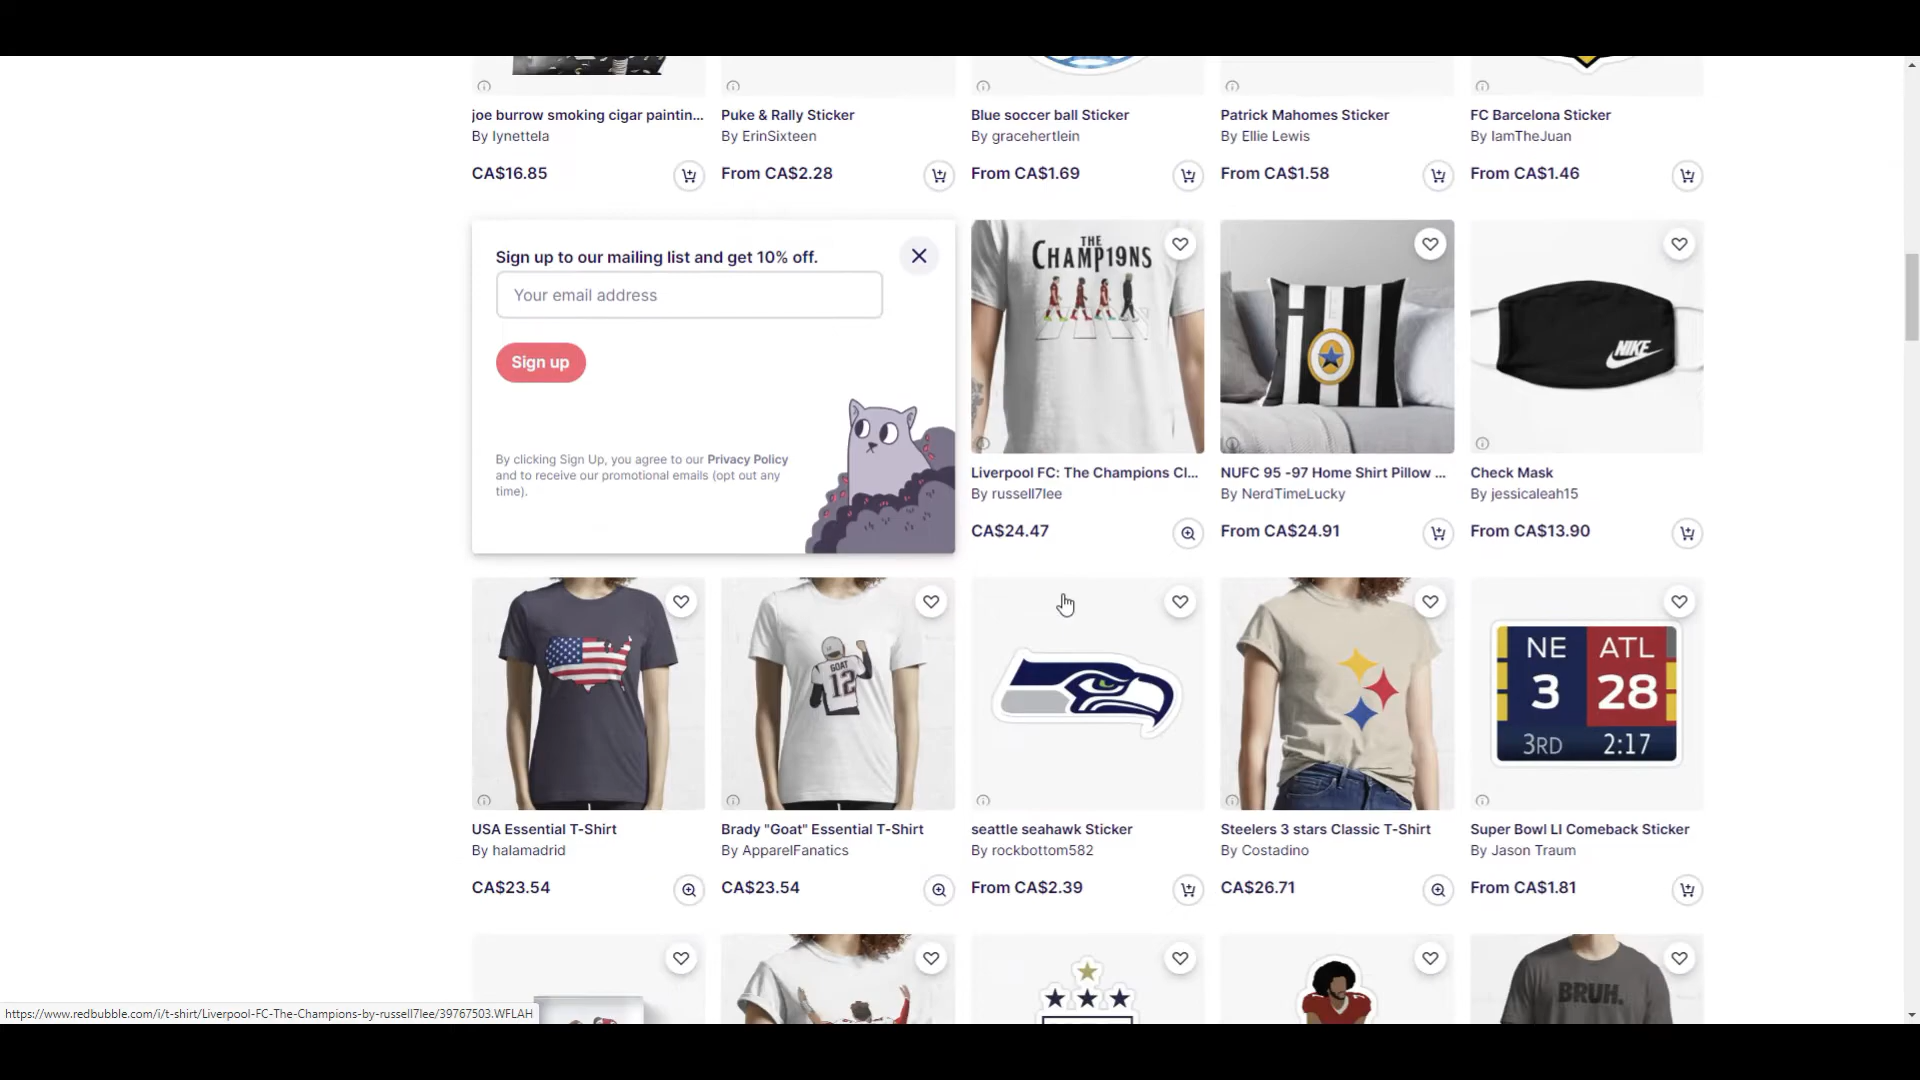 joe burrow smoking cigar paintin...
By lynettela
CA$16.85
Puke & Rally Sticker
By ErinSixteen
From CA$2.28
Blue soccer ball Sticker
By gracehertlein
From CA$1.69
Patrick Mahomes Sticker
By Ellie Lewis
From CA$1.58
FC Barcelona Sticker
By IamTheJuan
From CA$1.46
Sign up to our mailing list and get 10% off.
Your email address
Sign up
By clicking Sign Up, you agree to our Privacy Policy
and to receive our promotional emails (opt out any
time).
THE
CHAMP19NS
Liverpool FC: The Champions Cl...
By russell7lee
CA$24.47
NUFC 95 -97 Home Shirt Pillow ...
By NerdTimeLucky
From CA$24.91
NIKE
Check Mask
By jessicaleah15
From CA$13.90
USA Essential T-Shirt
By halamadrid
CA$23.54
GOAT
12
Brady "Goat" Essential T-Shirt
By ApparelFanatics
CA$23.54
seattle seahawk Sticker
By rockbottom582
From CA$2.39
Steelers 3 stars Classic T-Shirt
By Costadino
CA$26.71
NE ATL
3 28
3RD 2:17
Super Bowl LI Comeback Sticker
By Jason Traum
From CA$1.81
BRUH.
https://www.redbubble.com/i/t-shirt/Liverpool-FC-The-Champions-by-russell7lee/39767503.WFLAH